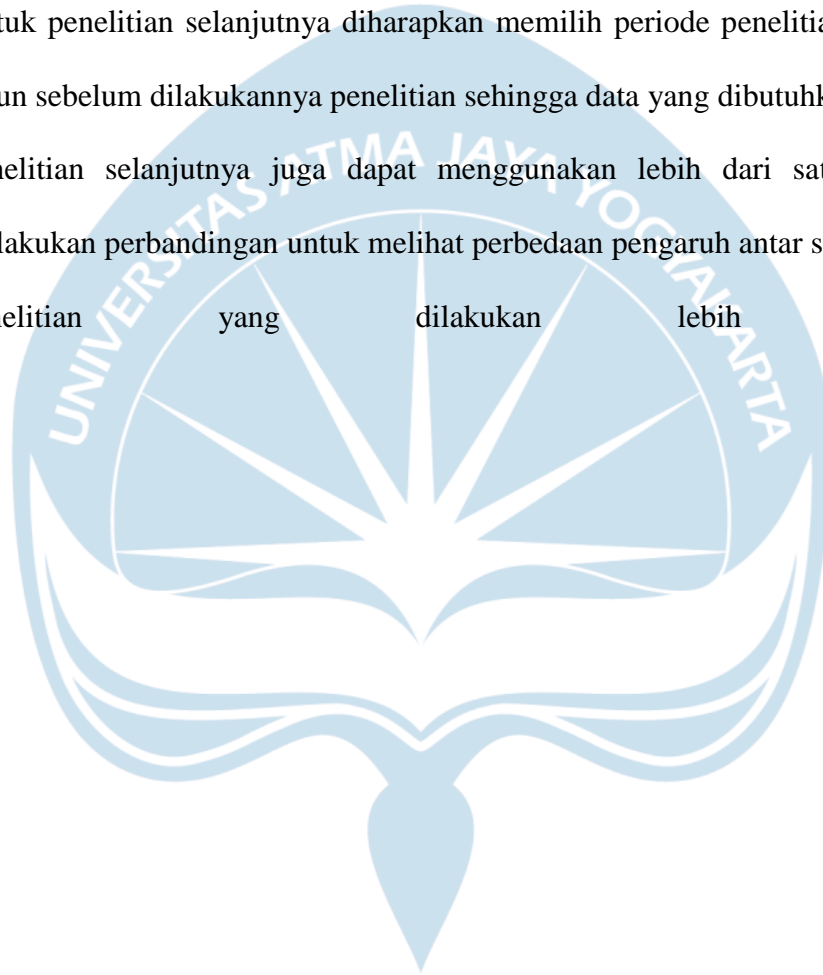 tuk penelitian selanjutnya diharapkan memilih periode penelitia
un sebelum dilakukannya penelitian sehingga data yang dibutuhk
nelitian selanjutnya juga dapat menggunakan lebih dari sat
lakukan perbandingan untuk melihat perbedaan pengaruh antar s
nelitian yang dilakukan lebih
UNIVERSITAS ATMA JAYA YOGYAKARTA